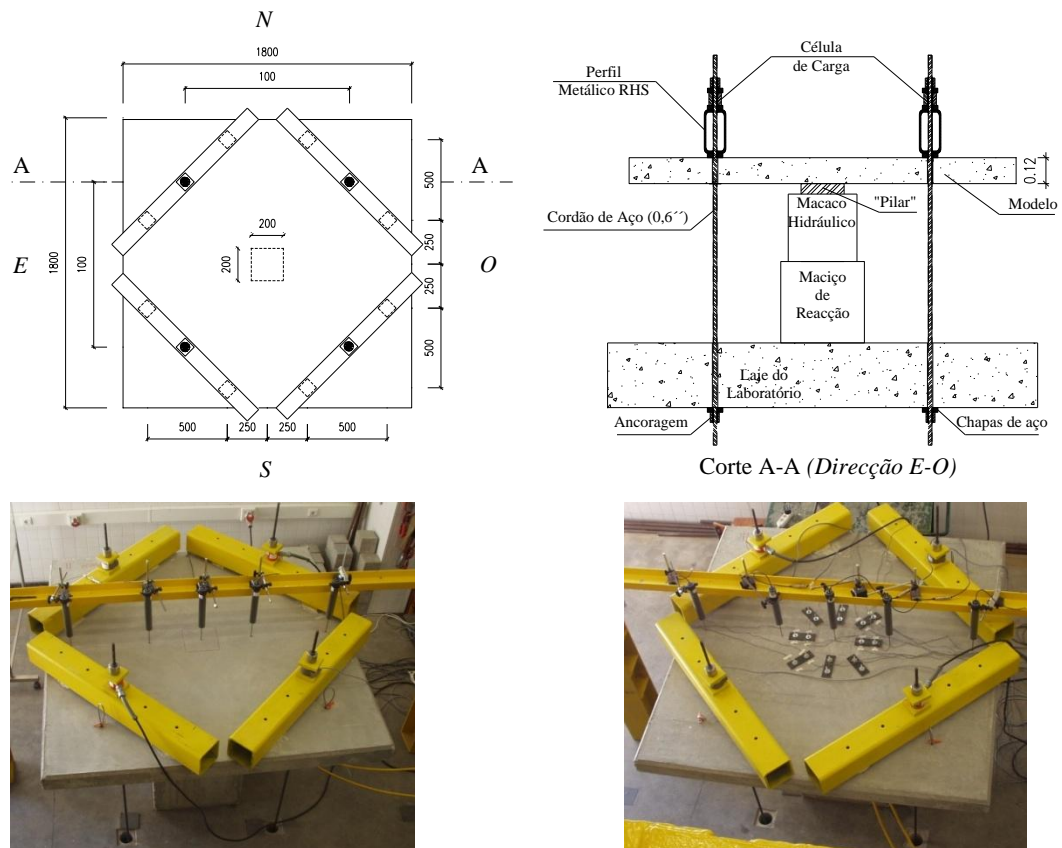 N
1800
100
A
A
500
Perfil
Metálico RHS
Célula
de Carga
0.12
"Pilar"
Modelo
Cordão de Aço (0,6´´)
Macaco
Hidráulico
200
200
250
E
1800
100
O
250
Maciço
de
Reacção
500
Laje do
Laboratório
500
250
250
500
S
Ancoragem
Chapas de aço
Corte A-A (Direcção E-O)